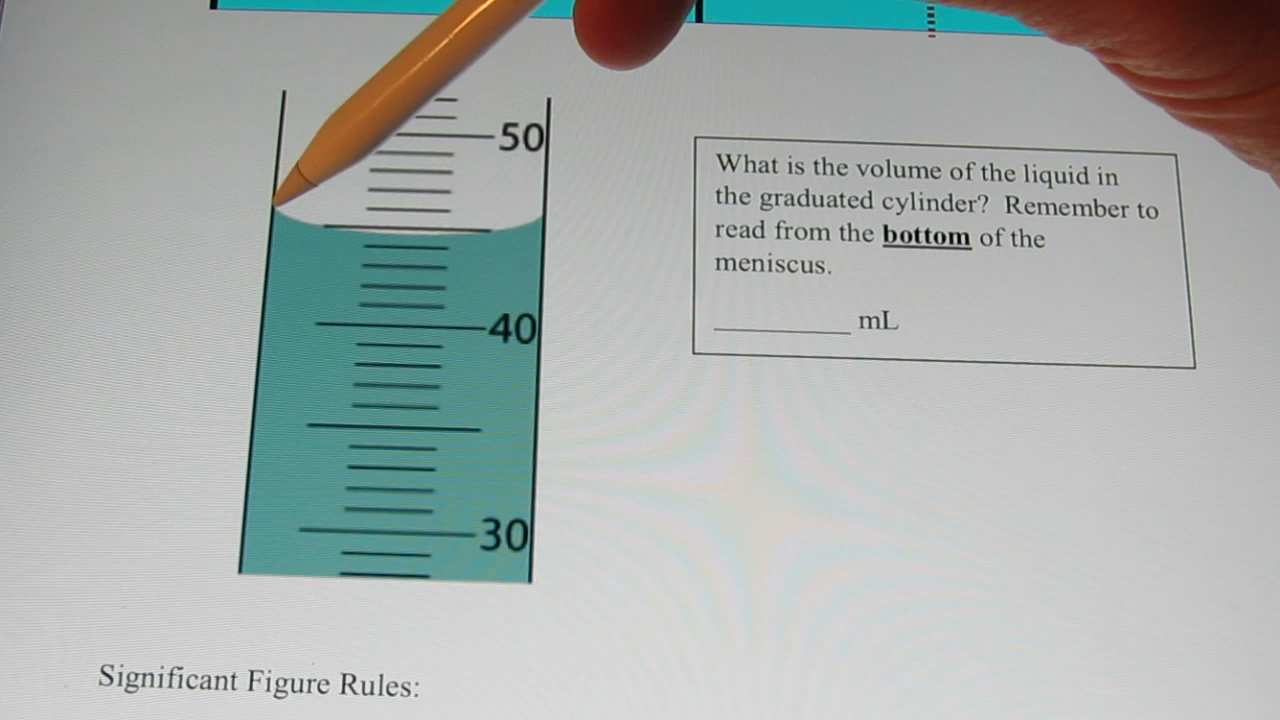 50
40
30
What is the volume of the liquid in
the graduated cylinder? Remember to
read from the bottom of the
meniscus.
__________ mL
Significant Figure Rules: